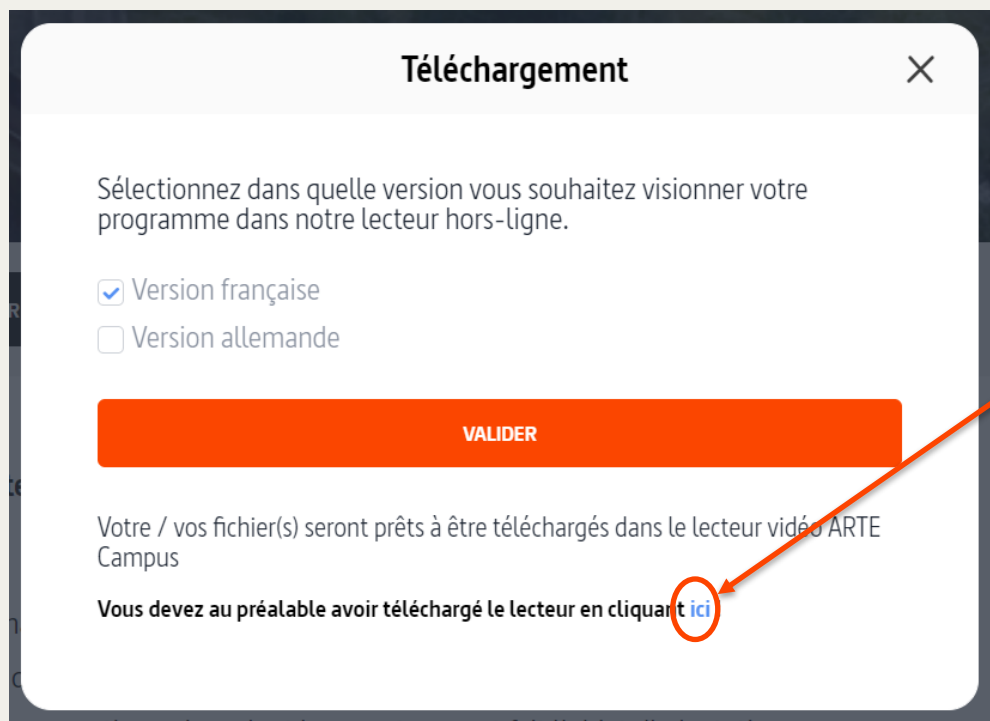 Téléchargement
Sélectionnez dans quelle version vous souhaitez visionner votre
programme dans notre lecteur hors-ligne.
Version française
Version allemande
VALIDER
Votre / vos fichier(s) seront prêts à être téléchargés dans le lecteur vidéo ARTE
Campus
Vous devez au préalable avoir téléchargé le lecteur en cliquant ici